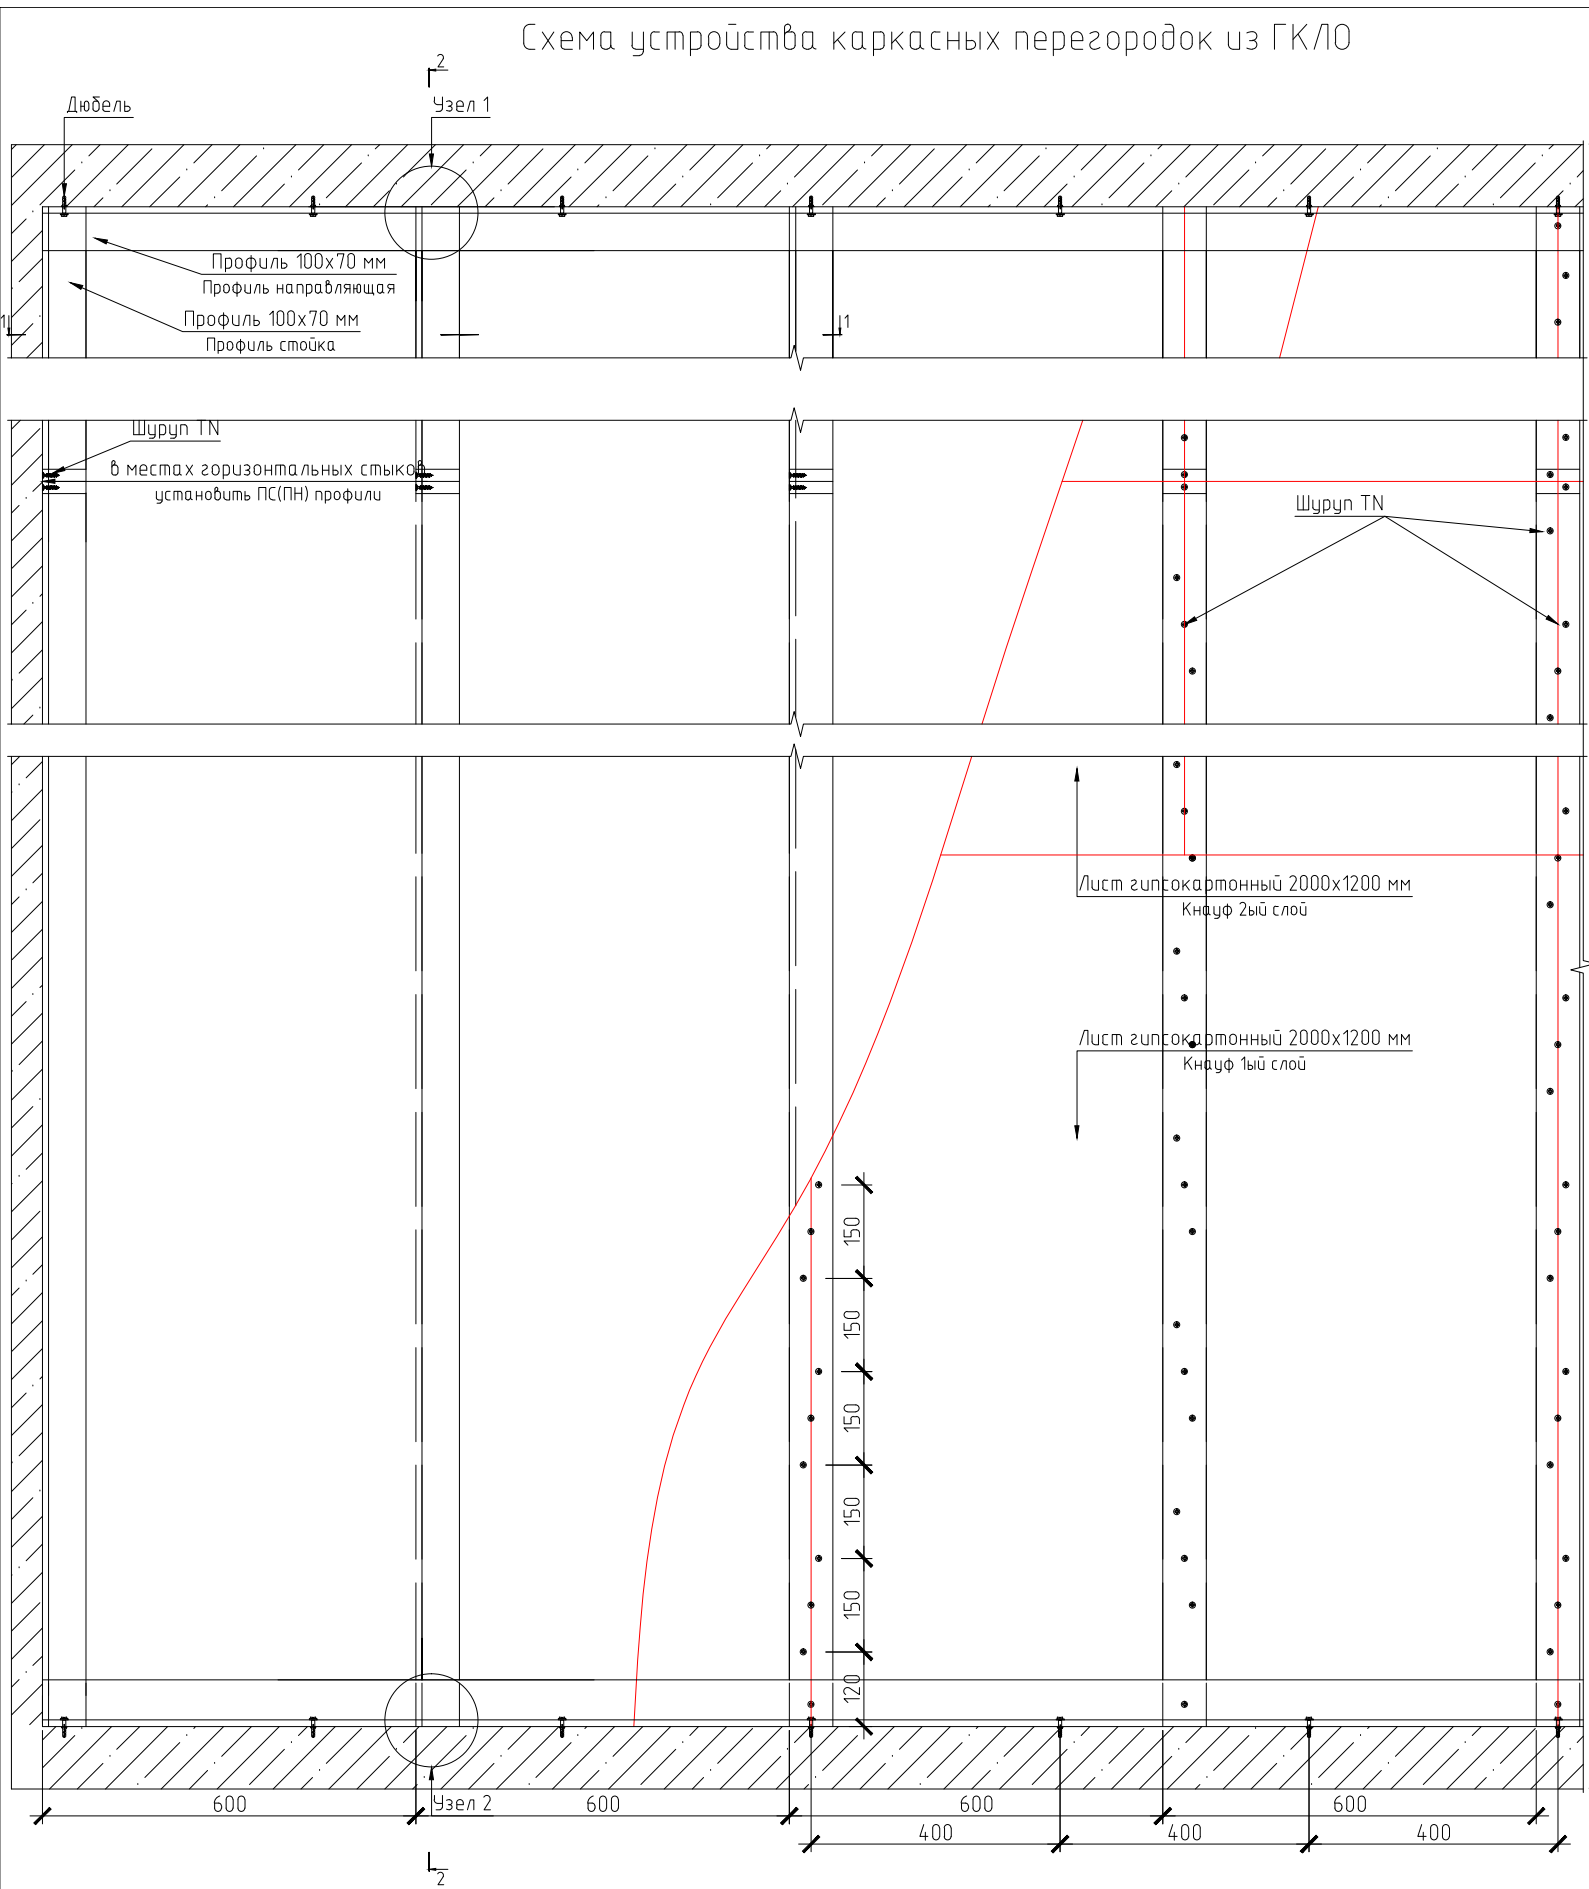 Схема устройства каркасных перегородок из ГКЛО
2
Дюбель
Узел 1
Профиль 100х70 мм
Профиль направляющая
Профиль 100х70 мм
Профиль стойка
1
1
Шуруп TN
в местах горизонтальных стыков
установить ПС(ПН) профили
Шуруп TN
Лист гипсокартонный 2000х1200 мм
Кнауф 2ый слой
Лист гипсокартонный 2000х1200 мм
Кнауф 1ый слой
150
150
150
150
150
120
600
Узел 2
600
600
600
400
400
400
2